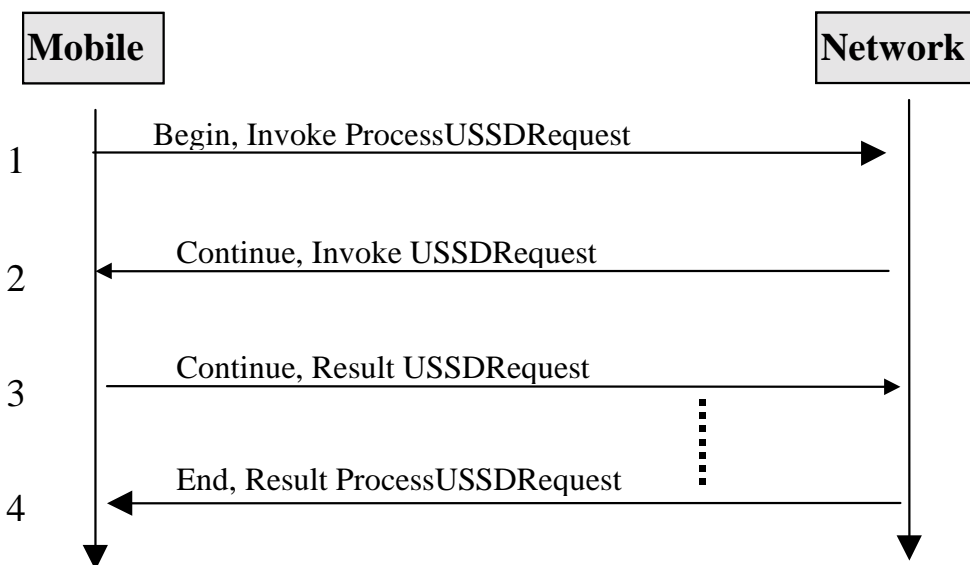 Mobile
Network
1
Begin, Invoke ProcessUSSDRequest
2
Continue, Invoke USSDRequest
3
Continue, Result USSDRequest
4
End, Result ProcessUSSDRequest